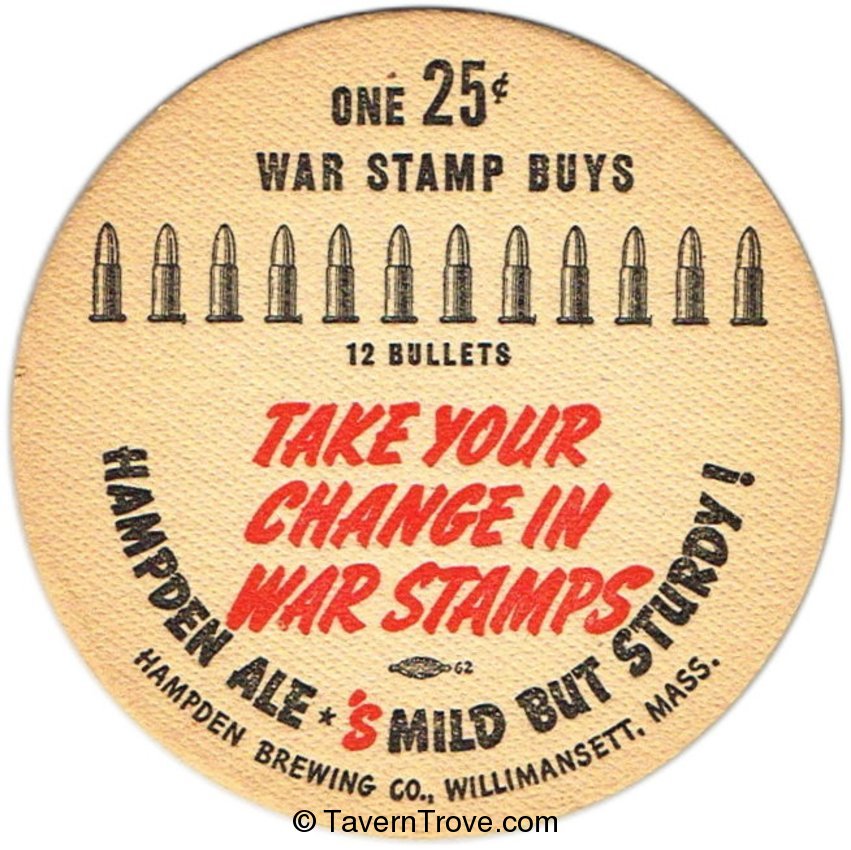 ONE 25¢
WAR STAMP BUYS
12 BULLETS
TAKE YOUR
CHANGE IN
WAR STAMPS
62
HAMPDEN ALE ★ 'S MILD BUT STURDY!
HAMPDEN BREWING CO., WILLIMANSETT, MASS.
© TavernTrove.com